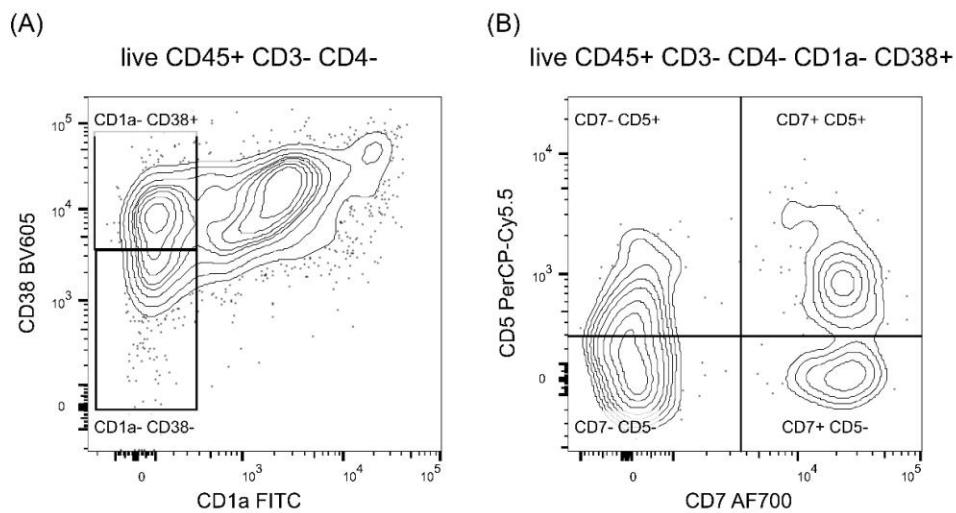 (A)
live CD45+ CD3- CD4-
CD1a- CD38+
10^5
10^4
10^3
0
CD38 BV605
CD1a- CD38-
0
10^3
10^4
10^5
CD1a FITC
(B)
live CD45+ CD3- CD4- CD1a- CD38+
CD7- CD5+
CD7+ CD5+
10^4
10^3
0
CD5 PerCP-Cy5.5
CD7- CD5-
CD7+ CD5-
0
10^4
10^5
CD7 AF700